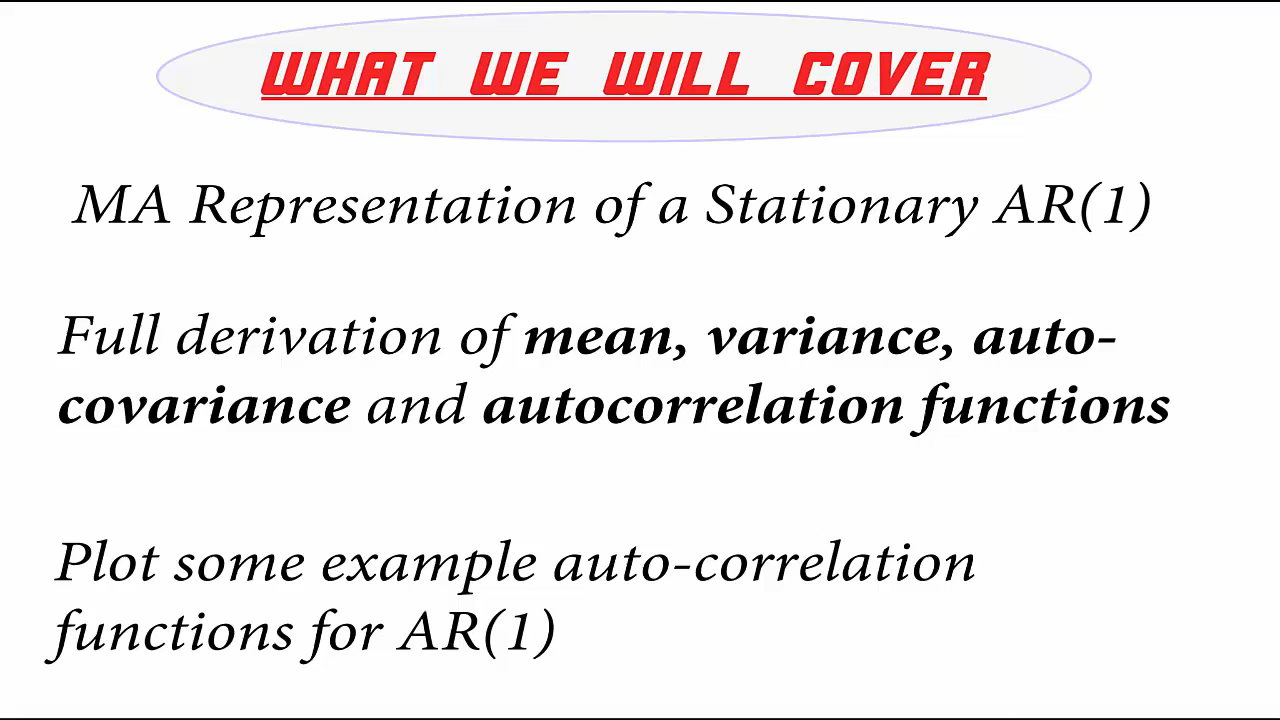 WHAT WE WILL COVER
MA Representation of a Stationary AR(1)
Full derivation of mean, variance, auto-
covariance and autocorrelation functions
Plot some example auto-correlation
functions for AR(1)